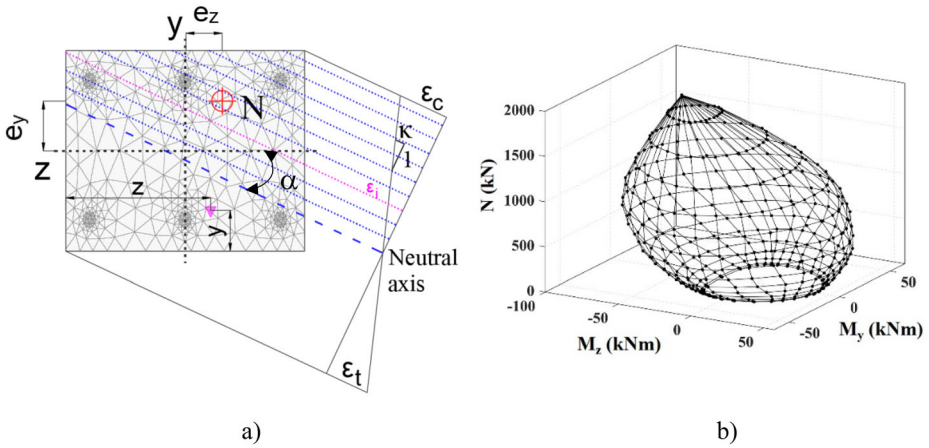 y
e_z
ε_c
N
κ
1
e_y
z
α
z
ε_i
y
Neutral
axis
ε_t
a)
N (kN)
2000
1500
1000
500
0
-100
-50
0
50
M_z (kNm)
-50
0
50
M_y (kNm)
b)